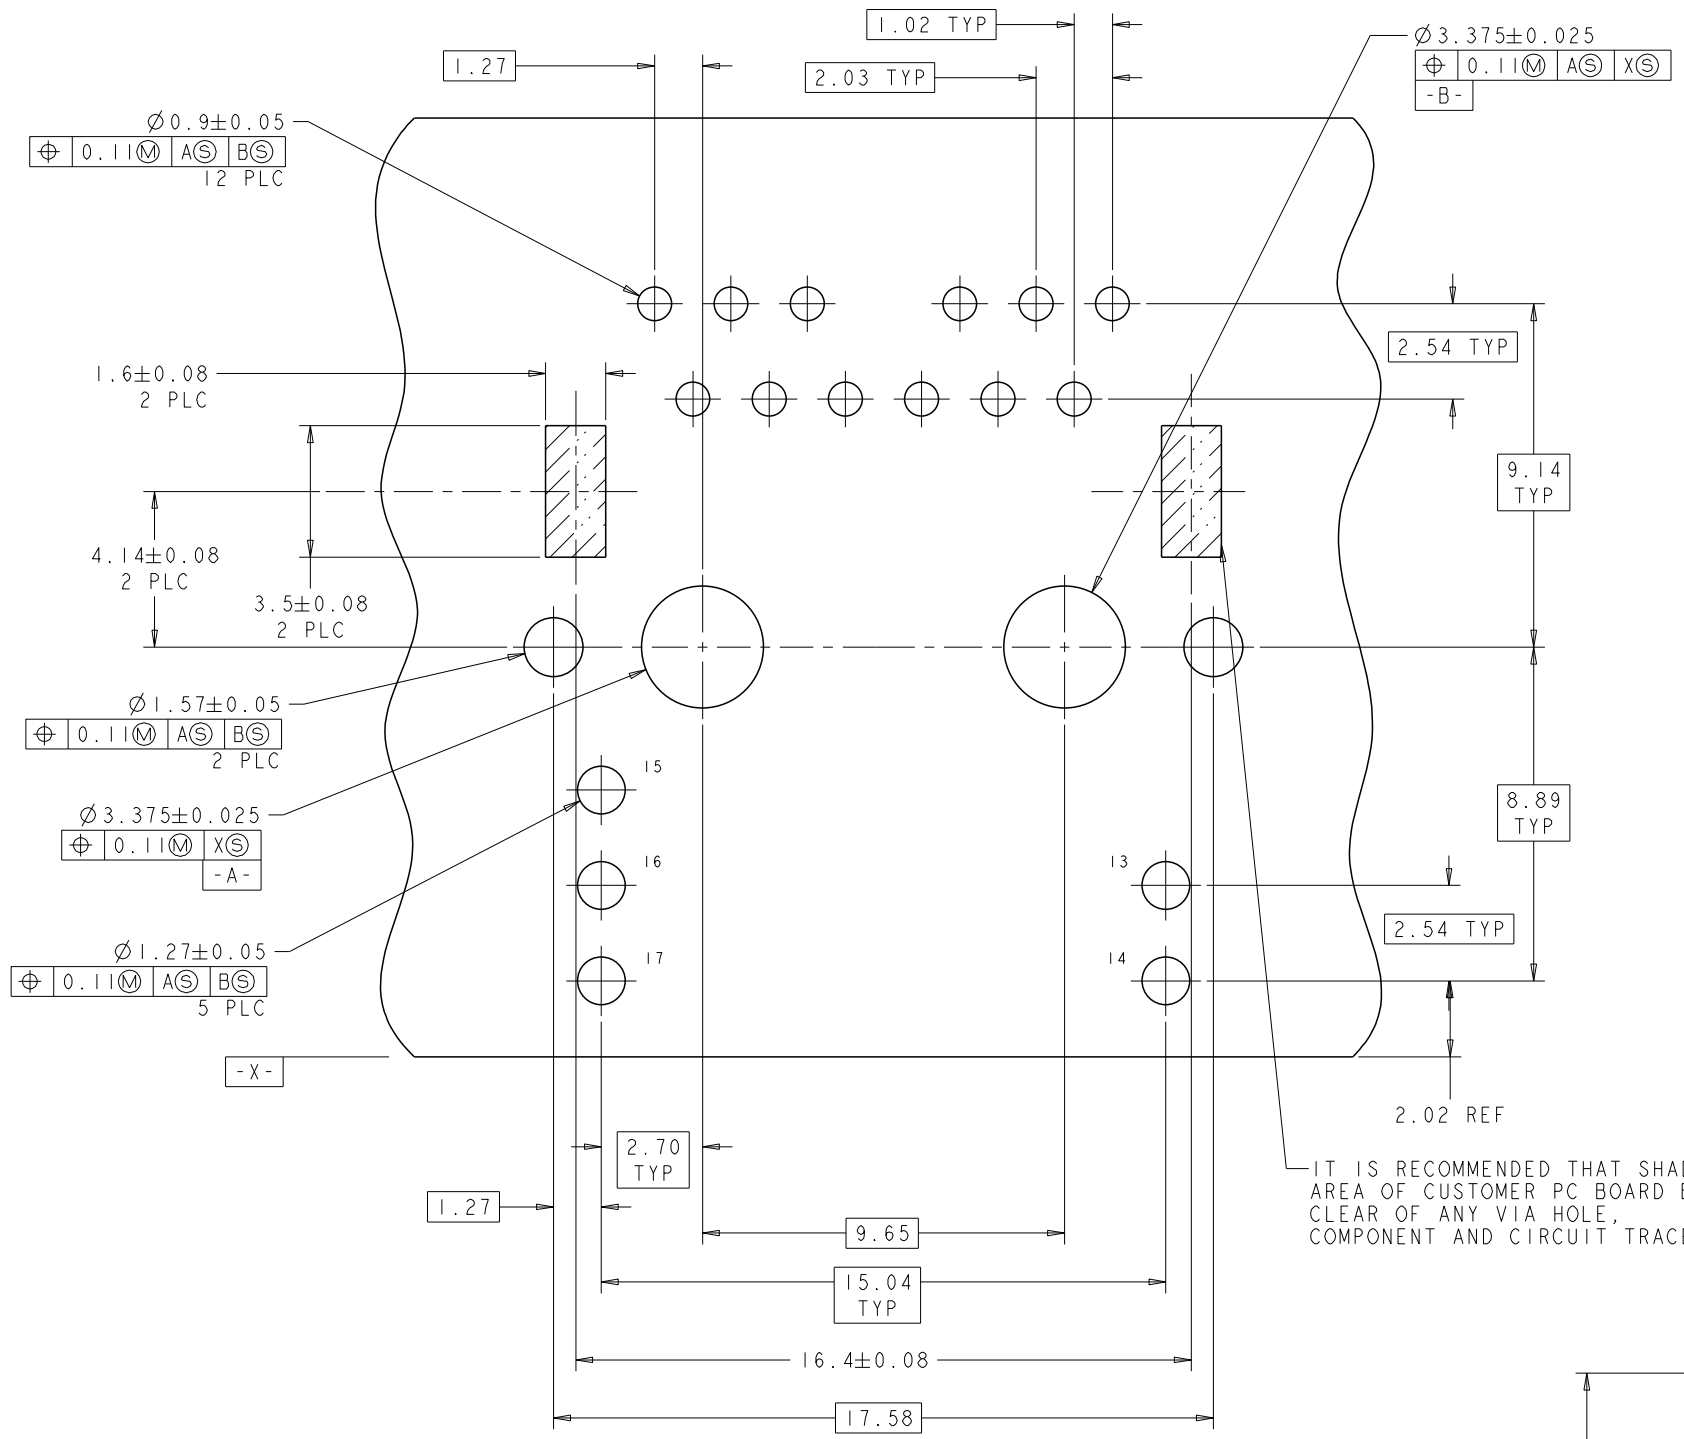 1.02 TYP
Ø3.375±0.025
⌖ 0.11Ⓜ AⓈ XⓈ
-B-
1.27
2.03 TYP
Ø0.9±0.05
⌖ 0.11Ⓜ AⓈ BⓈ
12 PLC
2.54 TYP
1.6±0.08
2 PLC
9.14
TYP
4.14±0.08
2 PLC
3.5±0.08
2 PLC
Ø1.57±0.05
⌖ 0.11Ⓜ AⓈ BⓈ
2 PLC
15
Ø3.375±0.025
⌖ 0.11Ⓜ XⓈ
-A-
8.89
TYP
16
13
2.54 TYP
Ø1.27±0.05
⌖ 0.11Ⓜ AⓈ BⓈ
5 PLC
17
14
-X-
2.02 REF
2.70
TYP
IT IS RECOMMENDED THAT
AREA OF CUSTOMER PC BOARD
CLEAR OF ANY VIA HOLE,
COMPONENT AND CIRCUIT TRACE
1.27
9.65
15.04
TYP
16.4±0.08
17.58